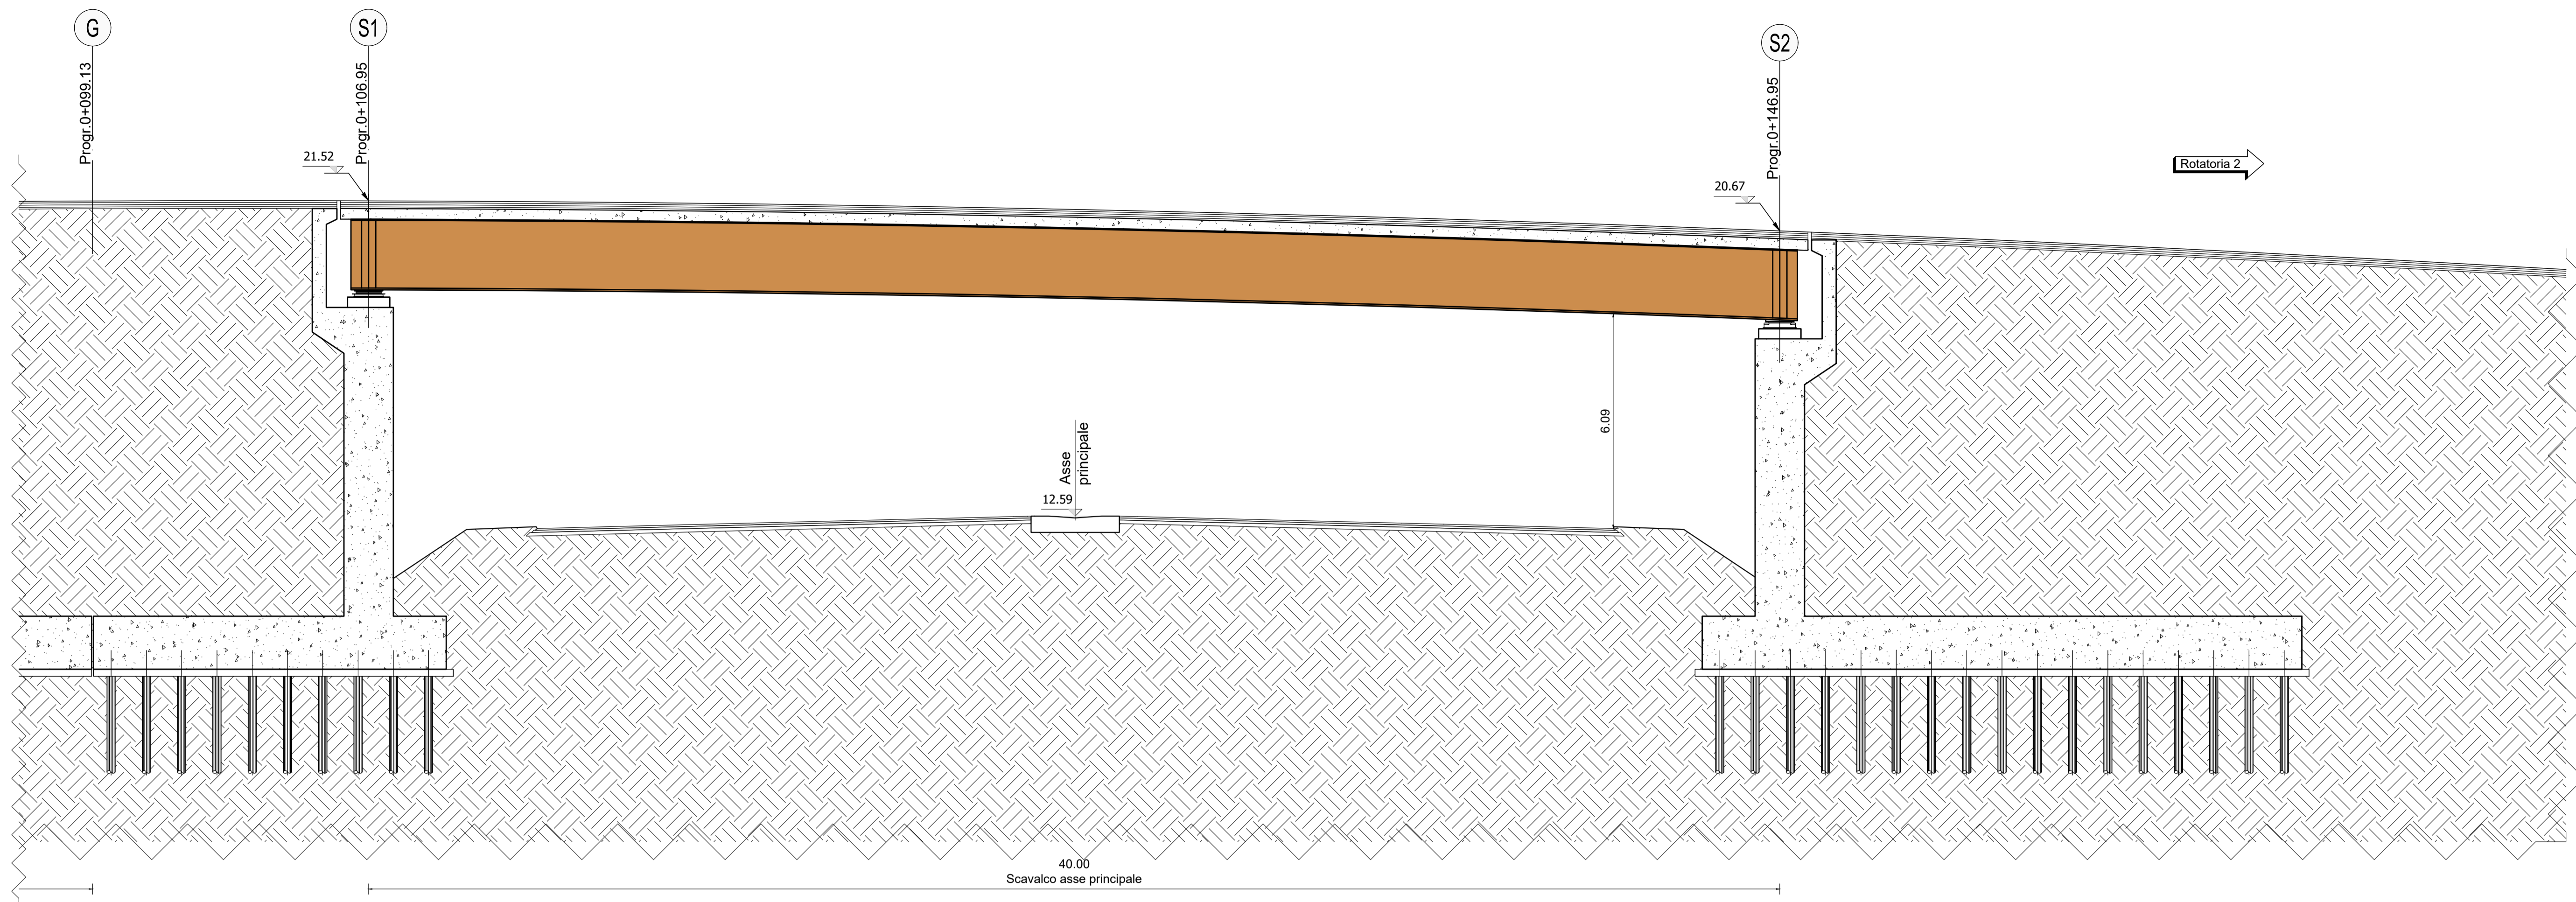 G
S1
S2
Progr.0+099.13
Progr.0+106.95
Progr.0+146.95
21.52
20.67
Rotatoria 2
6.09
Asse
principale
12.59
40.00
Scavalco asse principale